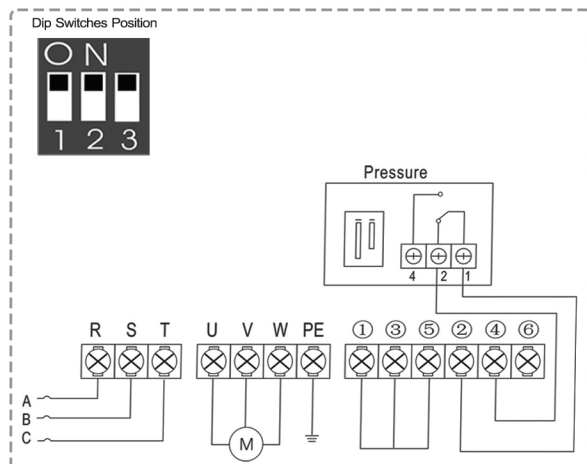 Dip Switches Position
ON
1 2 3
Pressure
4 2 1
R S T U V W PE ① ③ ⑤ ② ④ ⑥
A
B
C
M